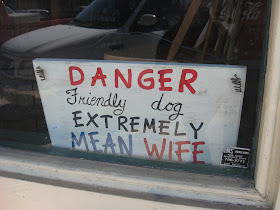 DANGER
Friendly dog
EXTREMELY
MEAN WIFE